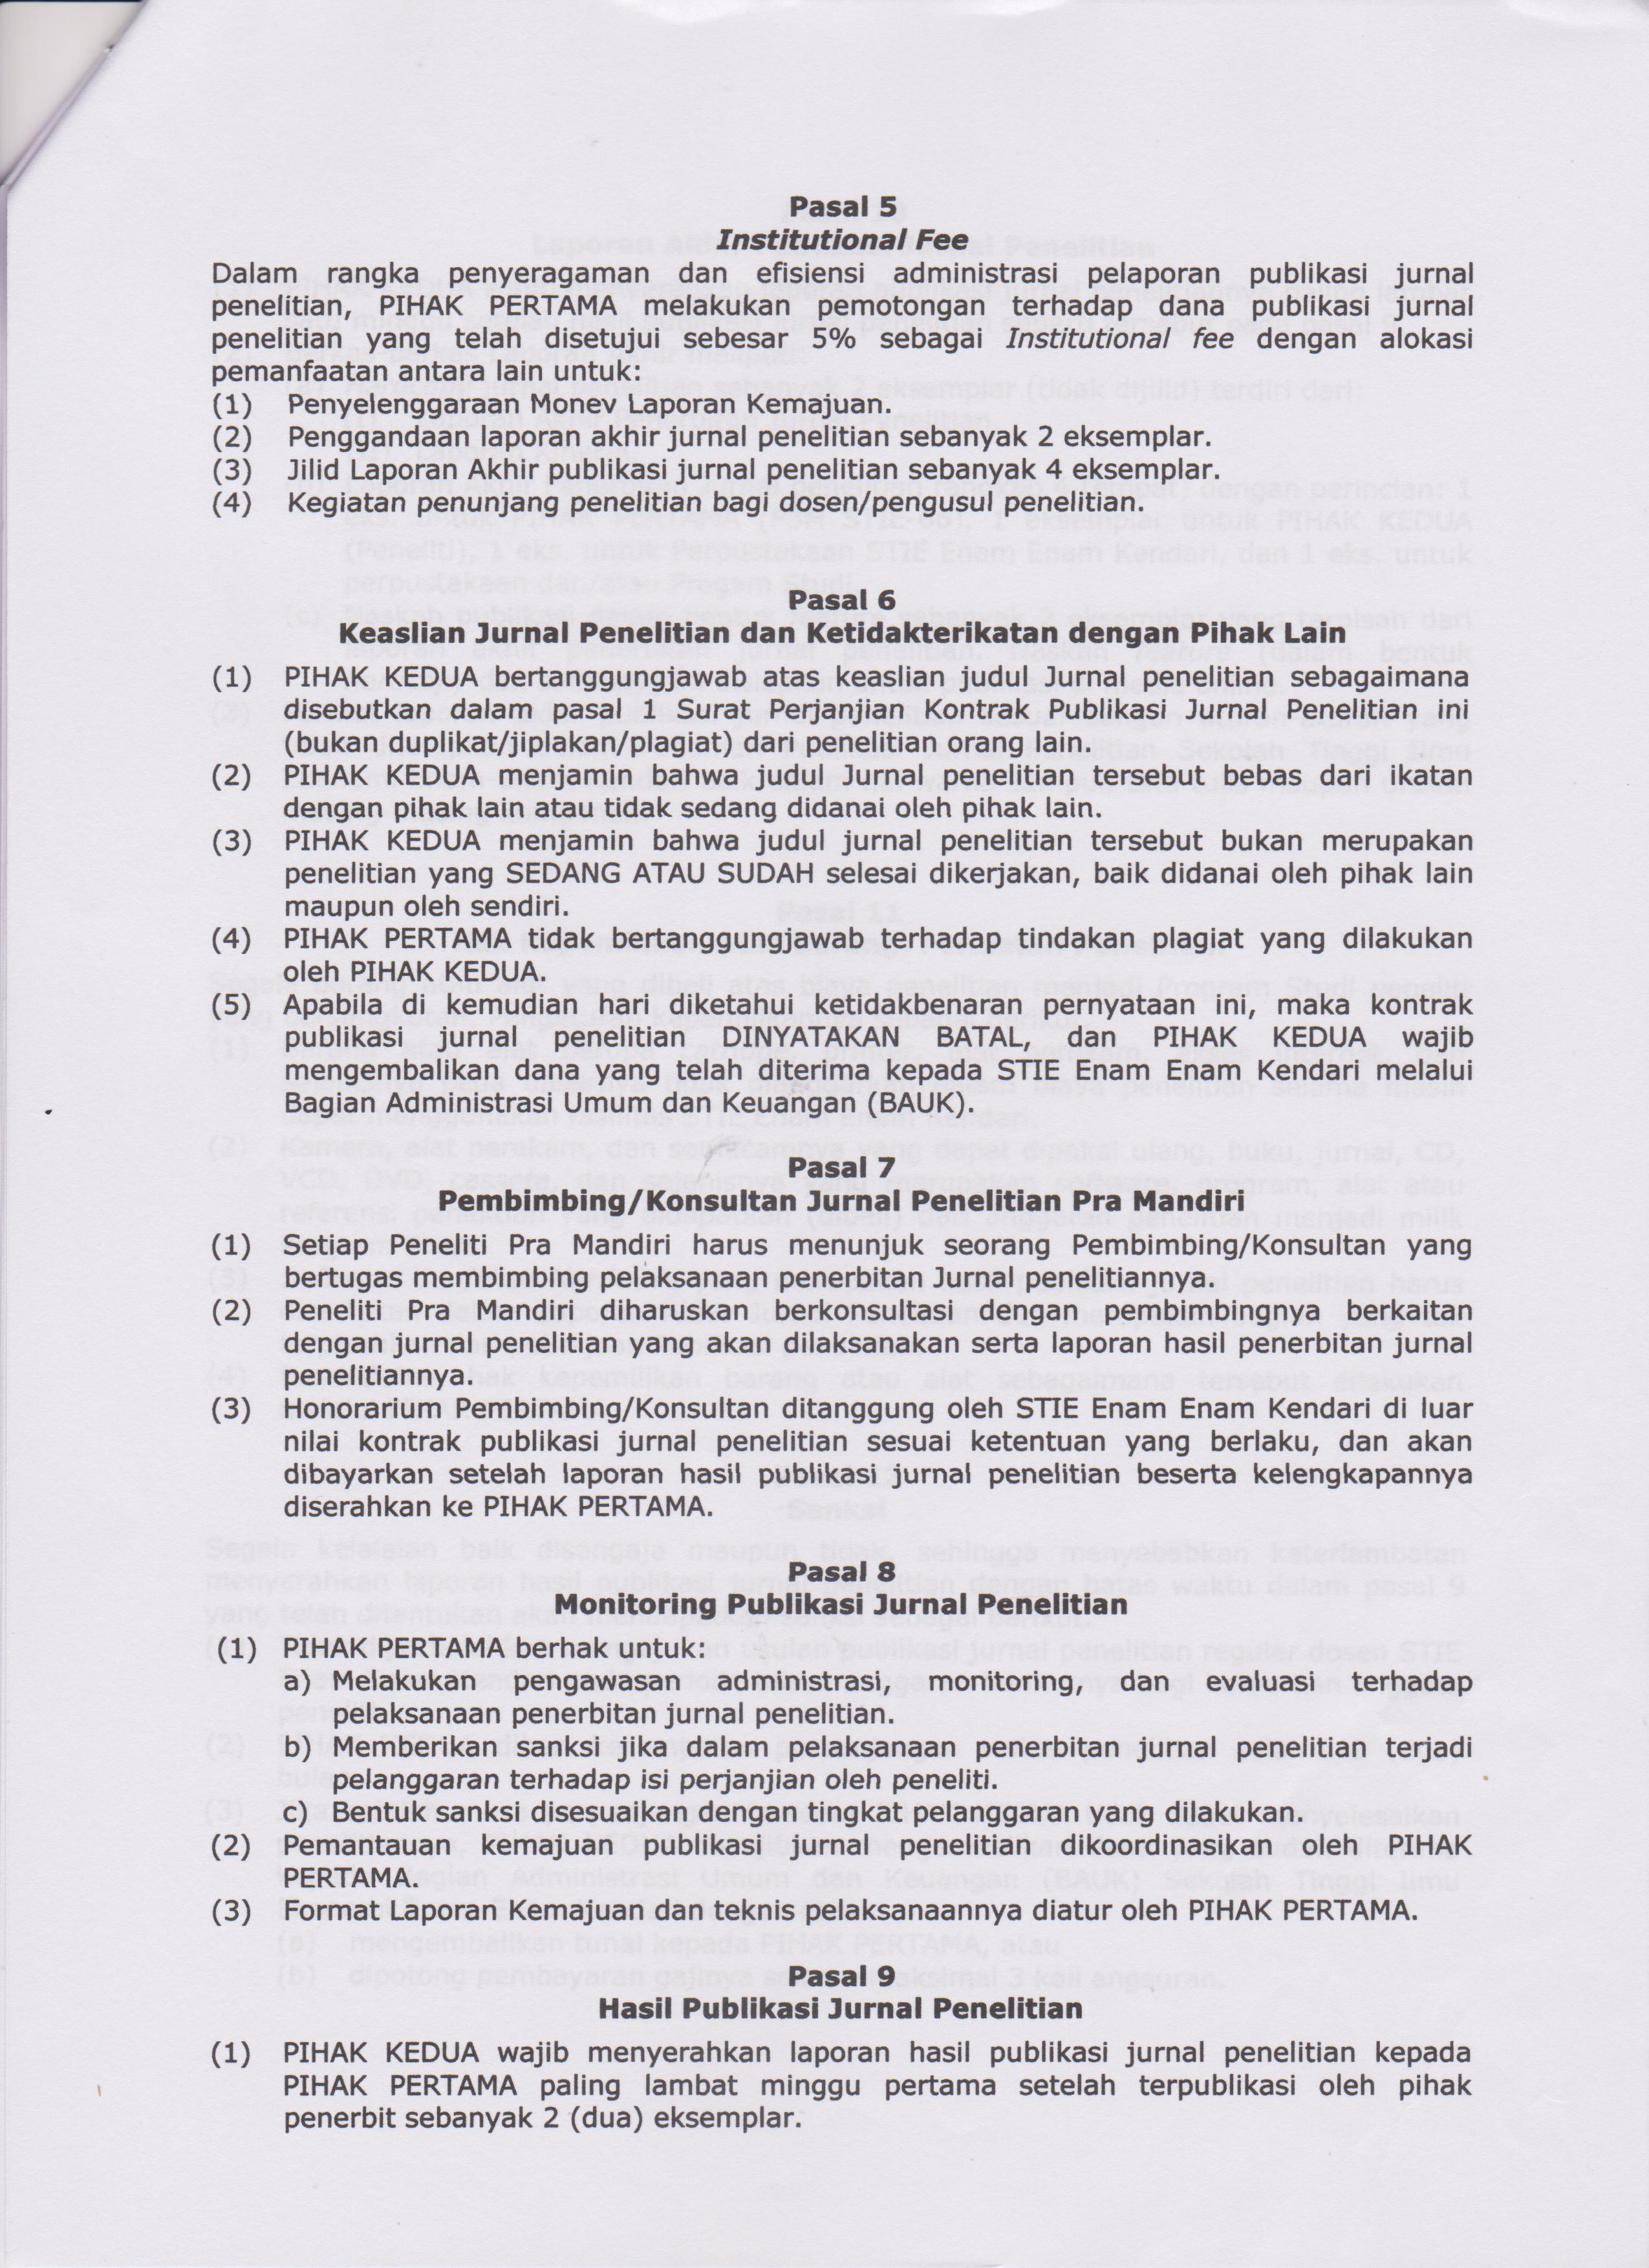 Pasal 5
Institutional Fee
Dalam rangka penyeragaman dan efisiensi administrasi pelaporan publikasi jurnal
penelitian, PIHAK PERTAMA melakukan pemotongan terhadap dana publikasi jurnal
penelitian yang telah disetujui sebesar 5% sebagai Institutional fee dengan alokasi
pemanfaatan antara lain untuk:
(1) Penyelenggaraan Monev Laporan Kemajuan.
(2) Penggandaan laporan akhir jurnal penelitian sebanyak 2 eksemplar.
(3) Jilid Laporan Akhir publikasi jurnal penelitian sebanyak 4 eksemplar.
(4) Kegiatan penunjang penelitian bagi dosen/pengusul penelitian.
Pasal 6
Keaslian Jurnal Penelitian dan Ketidakterikatan dengan Pihak Lain
(1) PIHAK KEDUA bertanggungjawab atas keaslian judul Jurnal penelitian sebagaimana
disebutkan dalam pasal 1 Surat Perjanjian Kontrak Publikasi Jurnal Penelitian ini
(bukan duplikat/jiplakan/plagiat) dari penelitian orang lain.
(2) PIHAK KEDUA menjamin bahwa judul Jurnal penelitian tersebut bebas dari ikatan
dengan pihak lain atau tidak sedang didanai oleh pihak lain.
(3) PIHAK KEDUA menjamin bahwa judul jurnal penelitian tersebut bukan merupakan
penelitian yang SEDANG ATAU SUDAH selesai dikerjakan, baik didanai oleh pihak lain
maupun oleh sendiri.
(4) PIHAK PERTAMA tidak bertanggungjawab terhadap tindakan plagiat yang dilakukan
oleh PIHAK KEDUA.
(5) Apabila di kemudian hari diketahui ketidakbenaran pernyataan ini, maka kontrak
publikasi jurnal penelitian DINYATAKAN BATAL, dan PIHAK KEDUA wajib
mengembalikan dana yang telah diterima kepada STIE Enam Enam Kendari melalui
Bagian Administrasi Umum dan Keuangan (BAUK).
Pasal 7
Pembimbing/Konsultan Jurnal Penelitian Pra Mandiri
(1) Setiap Peneliti Pra Mandiri harus menunjuk seorang Pembimbing/Konsultan yang
bertugas membimbing pelaksanaan penerbitan Jurnal penelitiannya.
(2) Peneliti Pra Mandiri diharuskan berkonsultasi dengan pembimbingnya berkaitan
dengan jurnal penelitian yang akan dilaksanakan serta laporan hasil penerbitan jurnal
penelitiannya.
(3) Honorarium Pembimbing/Konsultan ditanggung oleh STIE Enam Enam Kendari di luar
nilai kontrak publikasi jurnal penelitian sesuai ketentuan yang berlaku, dan akan
dibayarkan setelah laporan hasil publikasi jurnal penelitian beserta kelengkapannya
diserahkan ke PIHAK PERTAMA.
Pasal 8
Monitoring Publikasi Jurnal Penelitian
(1) PIHAK PERTAMA berhak untuk:
a) Melakukan pengawasan administrasi, monitoring, dan evaluasi terhadap
pelaksanaan penerbitan jurnal penelitian.
b) Memberikan sanksi jika dalam pelaksanaan penerbitan jurnal penelitian terjadi
pelanggaran terhadap isi perjanjian oleh peneliti.
c) Bentuk sanksi disesuaikan dengan tingkat pelanggaran yang dilakukan.
(2) Pemantauan kemajuan publikasi jurnal penelitian dikoordinasikan oleh PIHAK
PERTAMA.
(3) Format Laporan Kemajuan dan teknis pelaksanaannya diatur oleh PIHAK PERTAMA.
Pasal 9
Hasil Publikasi Jurnal Penelitian
(1) PIHAK KEDUA wajib menyerahkan laporan hasil publikasi jurnal penelitian kepada
PIHAK PERTAMA paling lambat minggu pertama setelah terpublikasi oleh pihak
penerbit sebanyak 2 (dua) eksemplar.